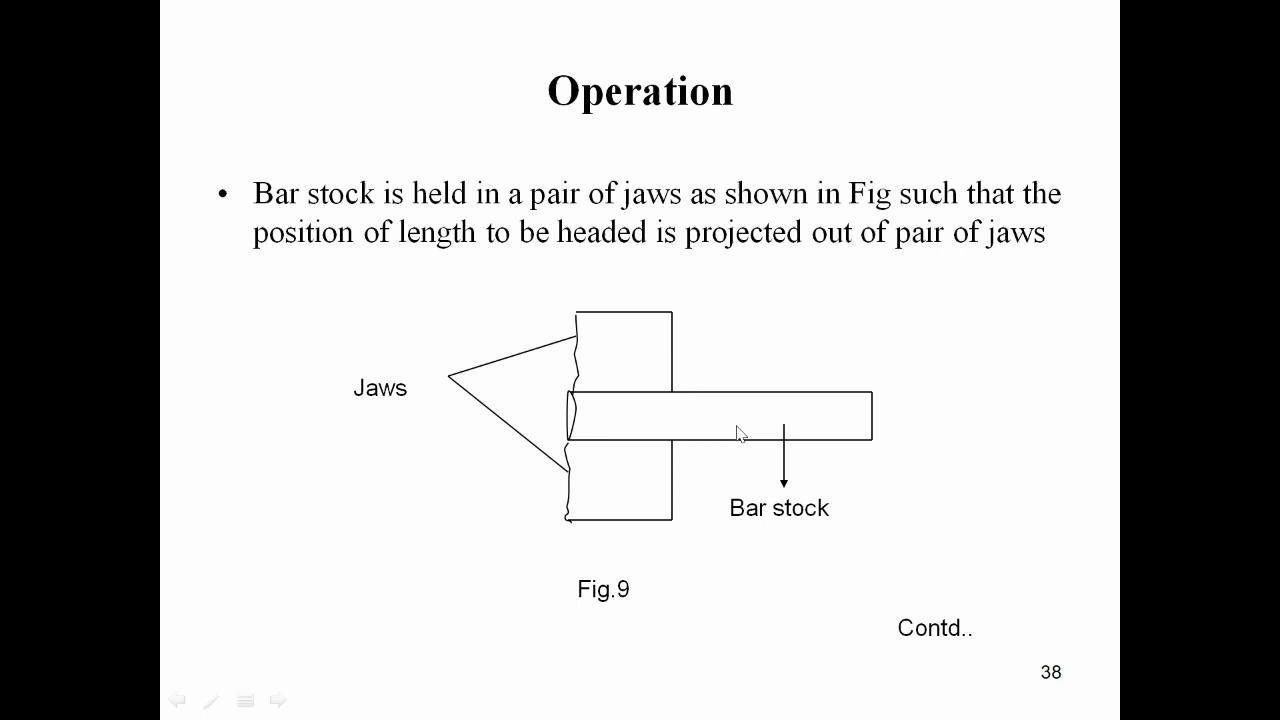 Operation
• Bar stock is held in a pair of jaws as shown in Fig such that the
position of length to be headed is projected out of pair of jaws
Jaws
Bar stock
Fig.9
Contd..
38